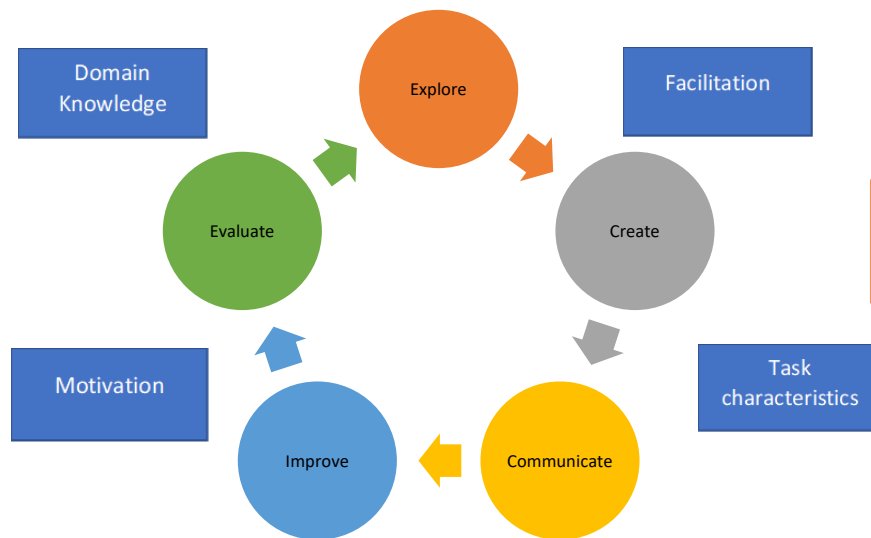 Domain
Knowledge
Explore
Facilitation
Evaluate
Create
Motivation
Task
characteristics
Improve
Communicate